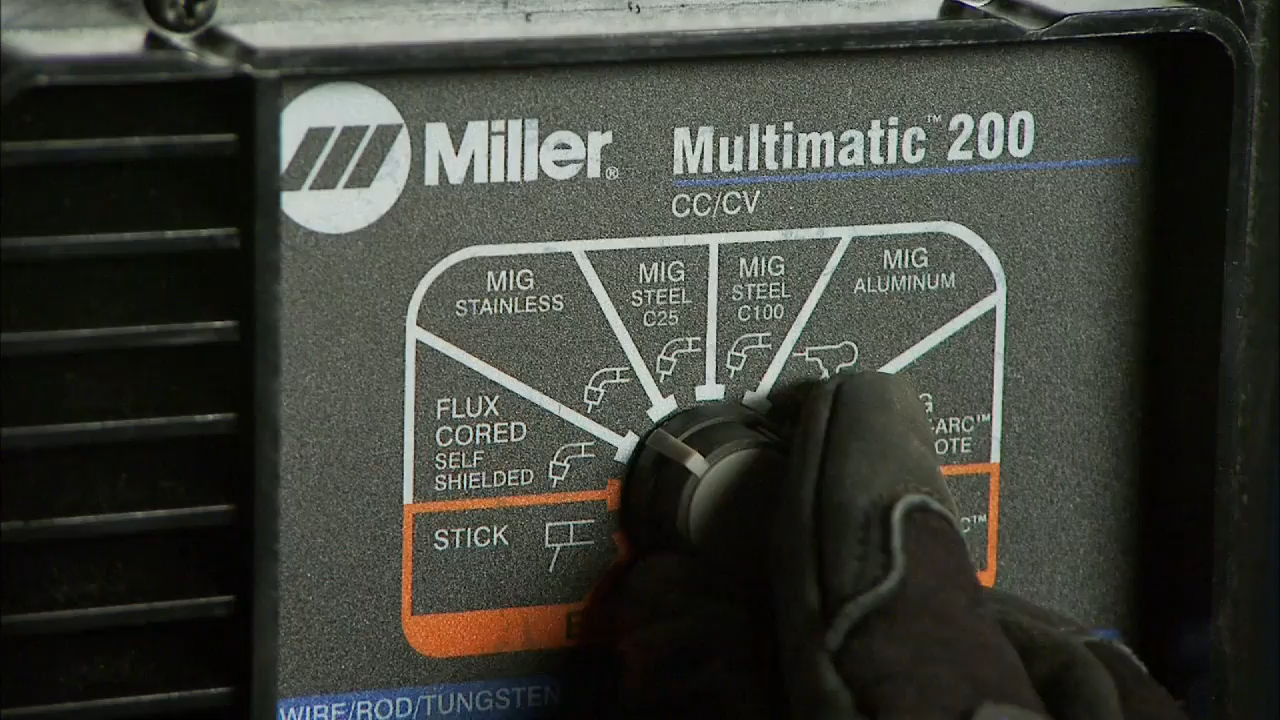 Miller®
Multimatic™ 200
CC/CV
MIG
STAINLESS
MIG
STEEL
C25
MIG
STEEL
C100
MIG
ALUMINUM
FLUX
CORED
SELF
SHIELDED
STICK
WIRE/ROD/TUNGSTEN